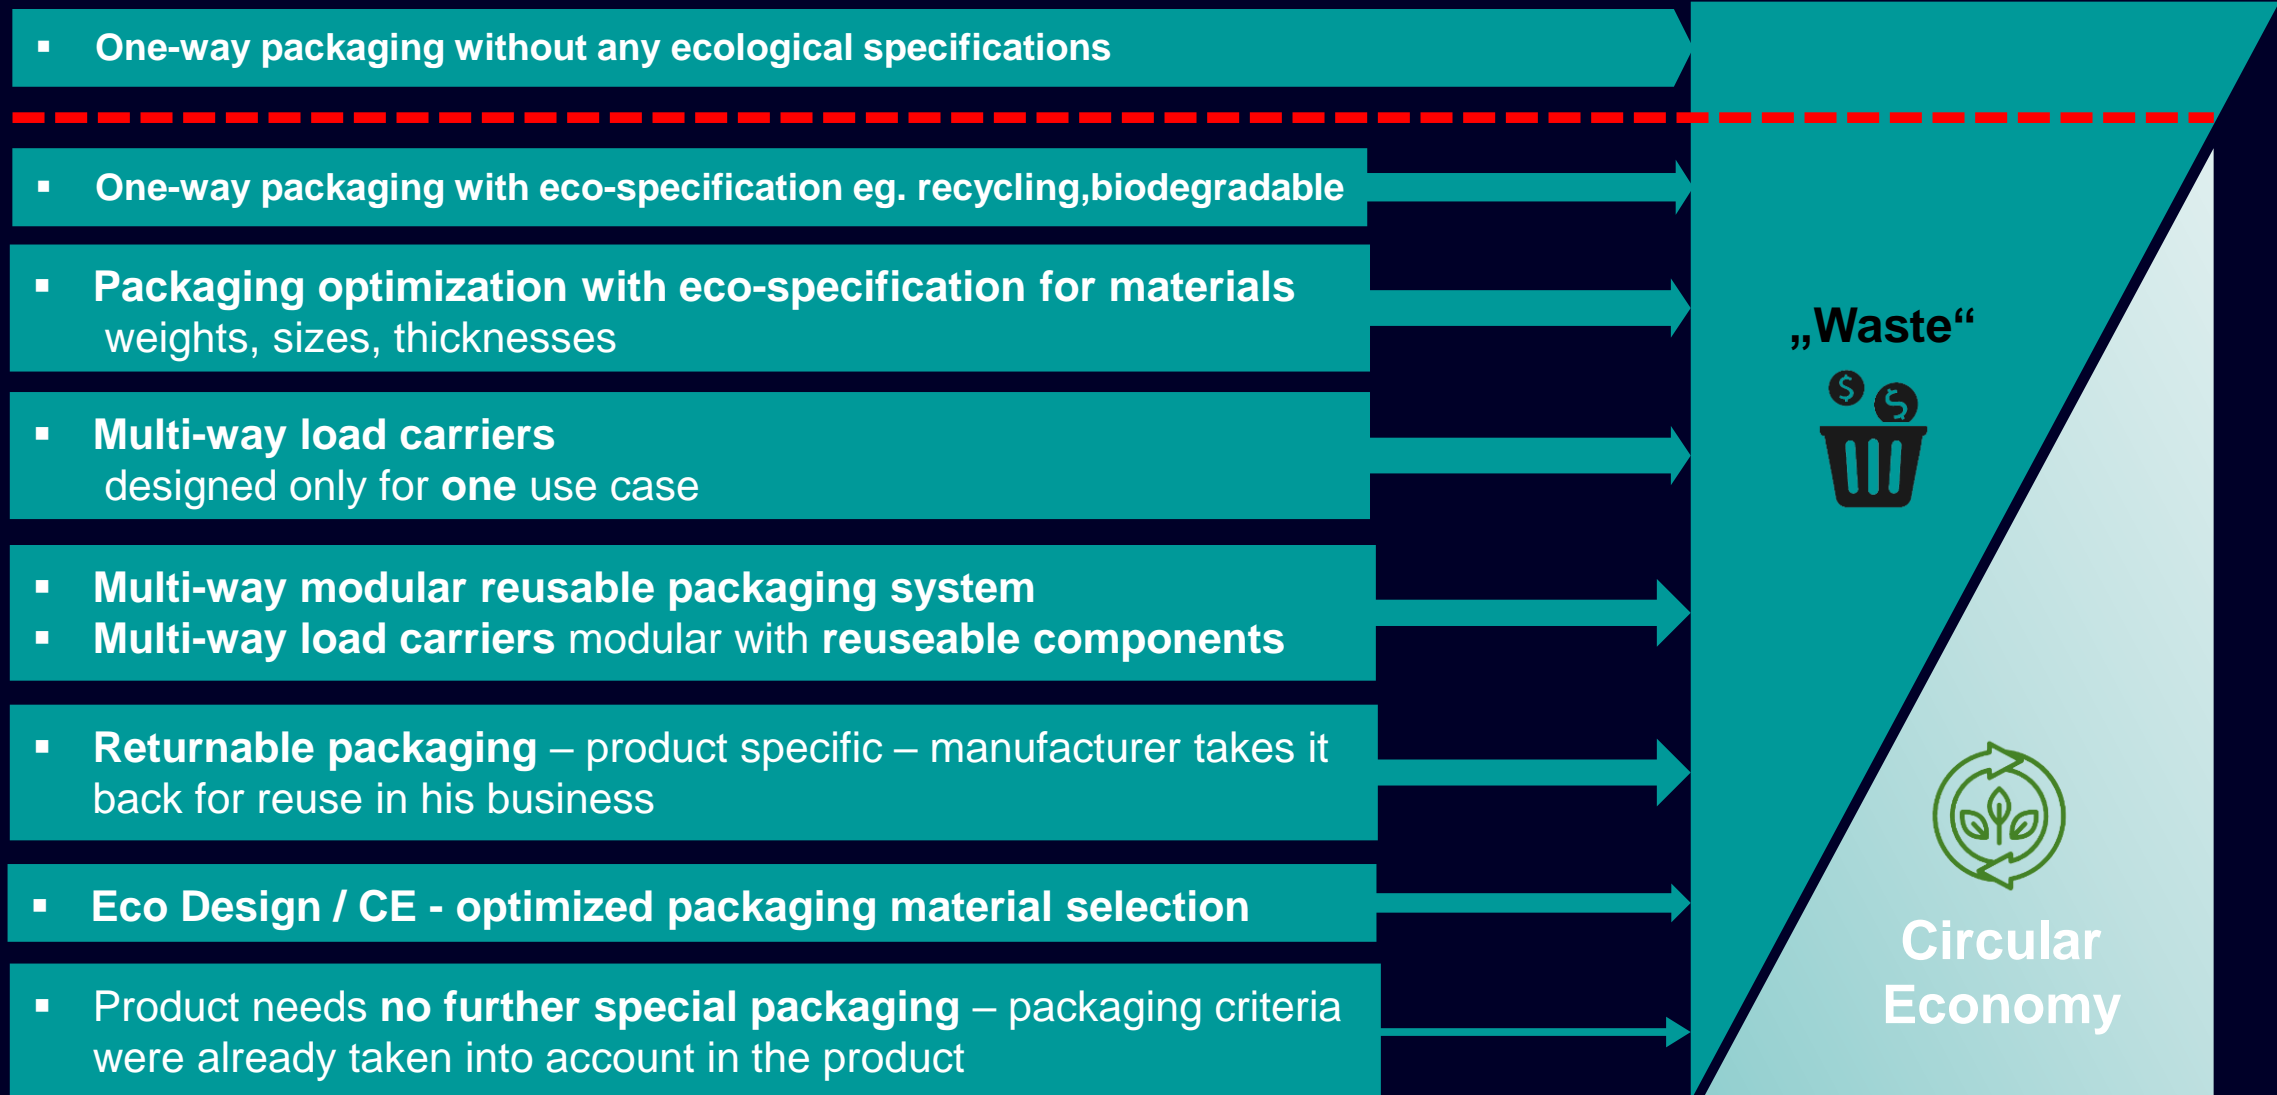 ▪ One-way packaging without any ecological specifications
▪ One-way packaging with eco-specification eg. recycling,biodegradable
▪ Packaging optimization with eco-specification for materials
weights, sizes, thicknesses
▪ Multi-way load carriers
designed only for one use case
▪ Multi-way modular reusable packaging system
▪ Multi-way load carriers modular with reuseable components
▪ Returnable packaging – product specific – manufacturer takes it
back for reuse in his business
▪ Eco Design / CE - optimized packaging material selection
▪ Product needs no further special packaging – packaging criteria
were already taken into account in the product
„Waste“
$ $
Circular
Economy